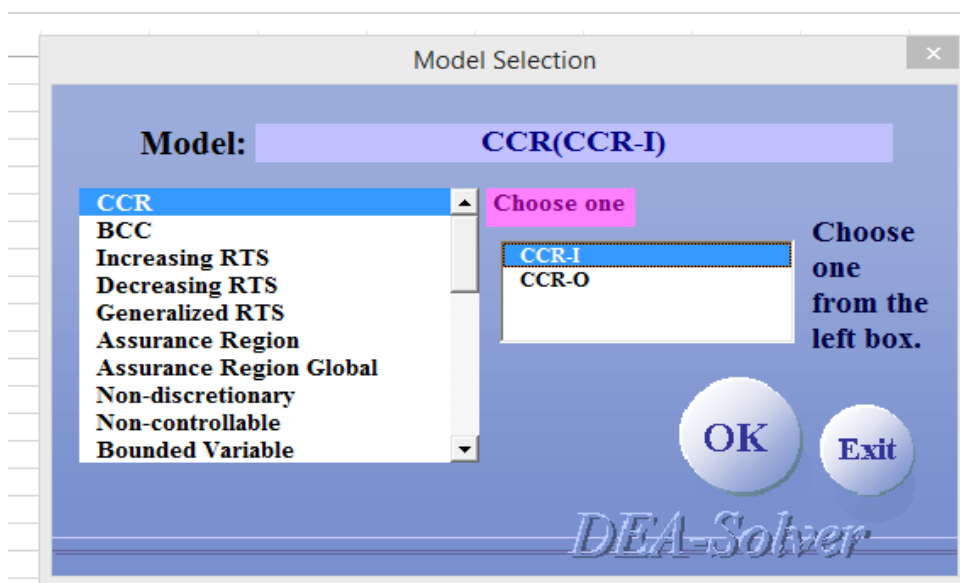 Model Selection
Model: CCR(CCR-I)
CCR
BCC
Increasing RTS
Decreasing RTS
Generalized RTS
Assurance Region
Assurance Region Global
Non-discretionary
Non-controllable
Bounded Variable
Choose one
CCR-I
CCR-O
Choose
one
from the
left box.
OK
Exit
DEA-Solver